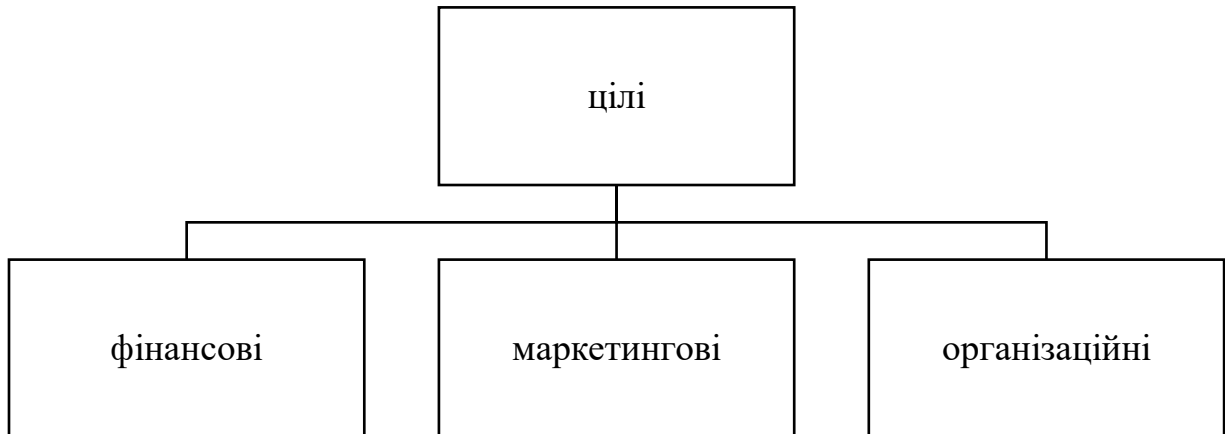 цілі
фінансові
маркетингові
організаційні